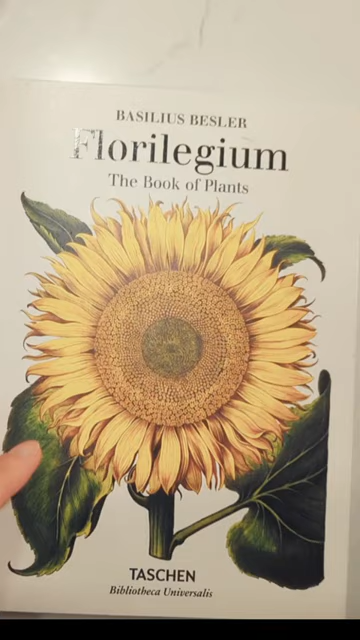 BASILIUS BESLER
Florilegium
The Book of Plants
TASCHEN
Bibliotheca Universalis